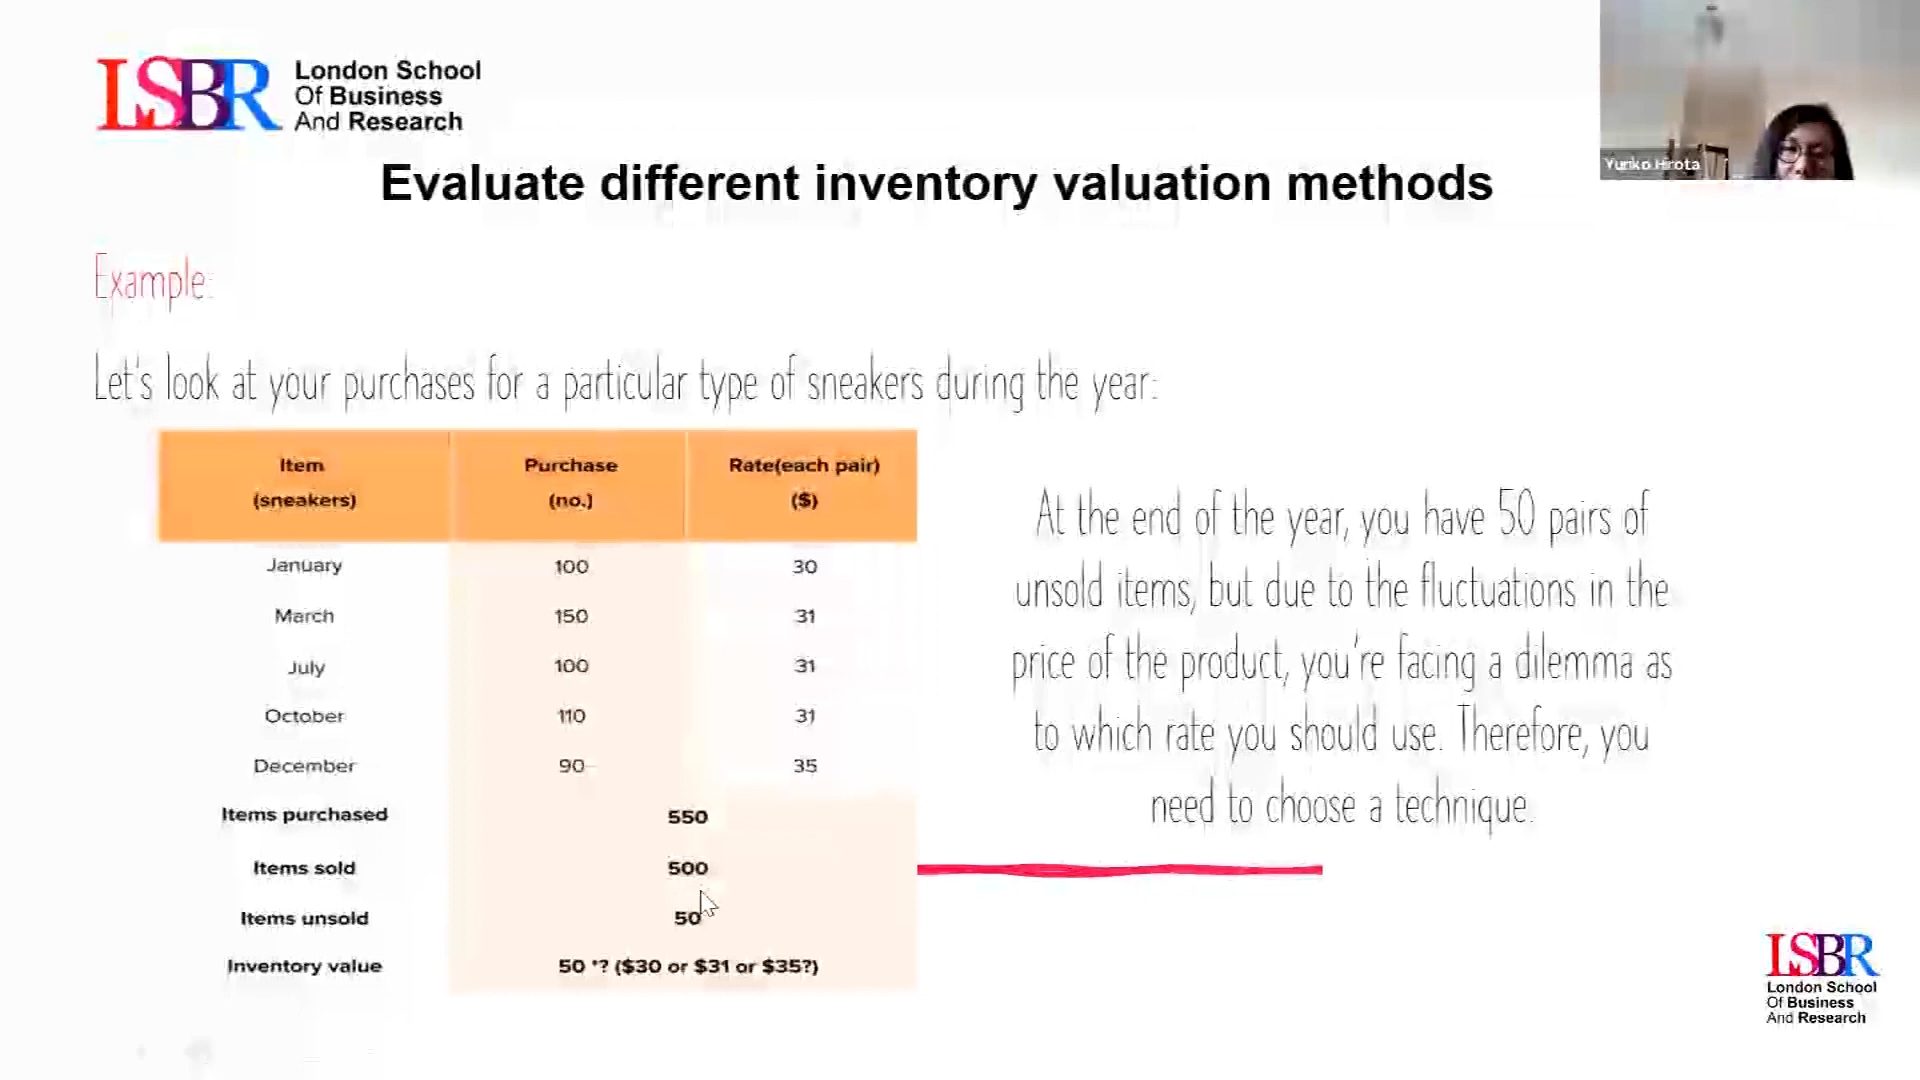 LSBR London School
Of Business
And Research
Yuriko Hirota
Evaluate different inventory valuation methods
Example:
Let's look at your purchases for a particular type of sneakers during the year:
Item Purchase Rate(each pair)
(sneakers) (no.) ($)
January 100 30
March 150 31
July 100 31
October 110 31
December 90 35
Items purchased 550
Items sold 500
Items unsold 50
Inventory value 50 *? ($30 or $31 or $35?)
At the end of the year, you have 50 pairs of
unsold items, but due to the fluctuations in the
price of the product, you're facing a dilemma as
to which rate you should use. Therefore, you
need to choose a technique.
LSBR
London School
Of Business
And Research